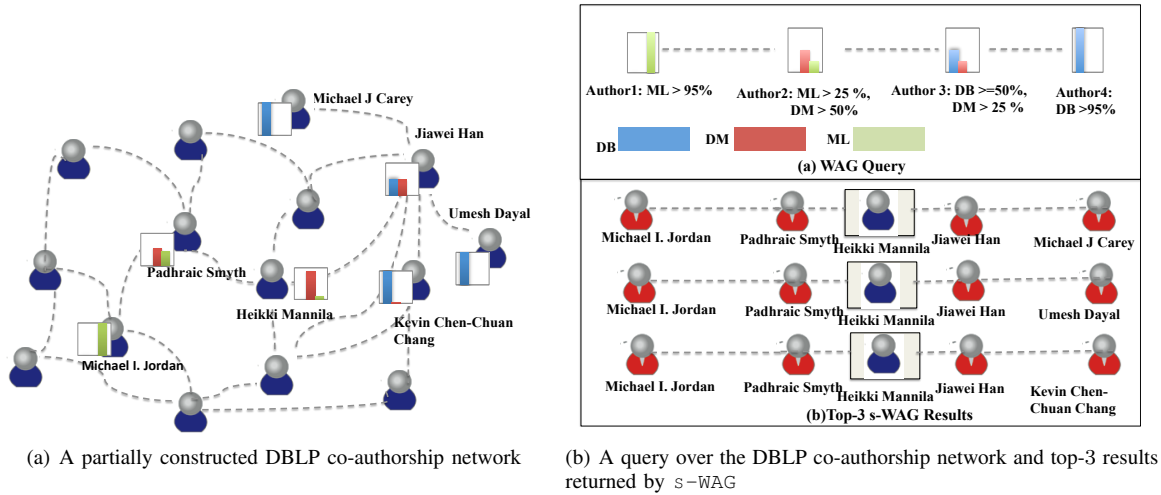 Michael J Carey
Jiawei Han
Umesh Dayal
Padhraic Smyth
Heikki Mannila
Kevin Chen-Chuan
Chang
Michael I. Jordan
(a) A partially constructed DBLP co-authorship network
Author1: ML > 95%
Author2: ML > 25 %,
DM > 50%
Author 3: DB >=50%,
DM > 25 %
Author4:
DB >95%
DB
DM
ML
(a) WAG Query
Michael I. Jordan
Padhraic Smyth
Heikki Mannila
Jiawei Han
Michael J Carey
Michael I. Jordan
Padhraic Smyth
Heikki Mannila
Jiawei Han
Umesh Dayal
Michael I. Jordan
Padhraic Smyth
Heikki Mannila
Jiawei Han
Kevin Chen-
Chuan Chang
(b)Top-3 s-WAG Results
(b) A query over the DBLP co-authorship network and top-3 results
returned by s-WAG